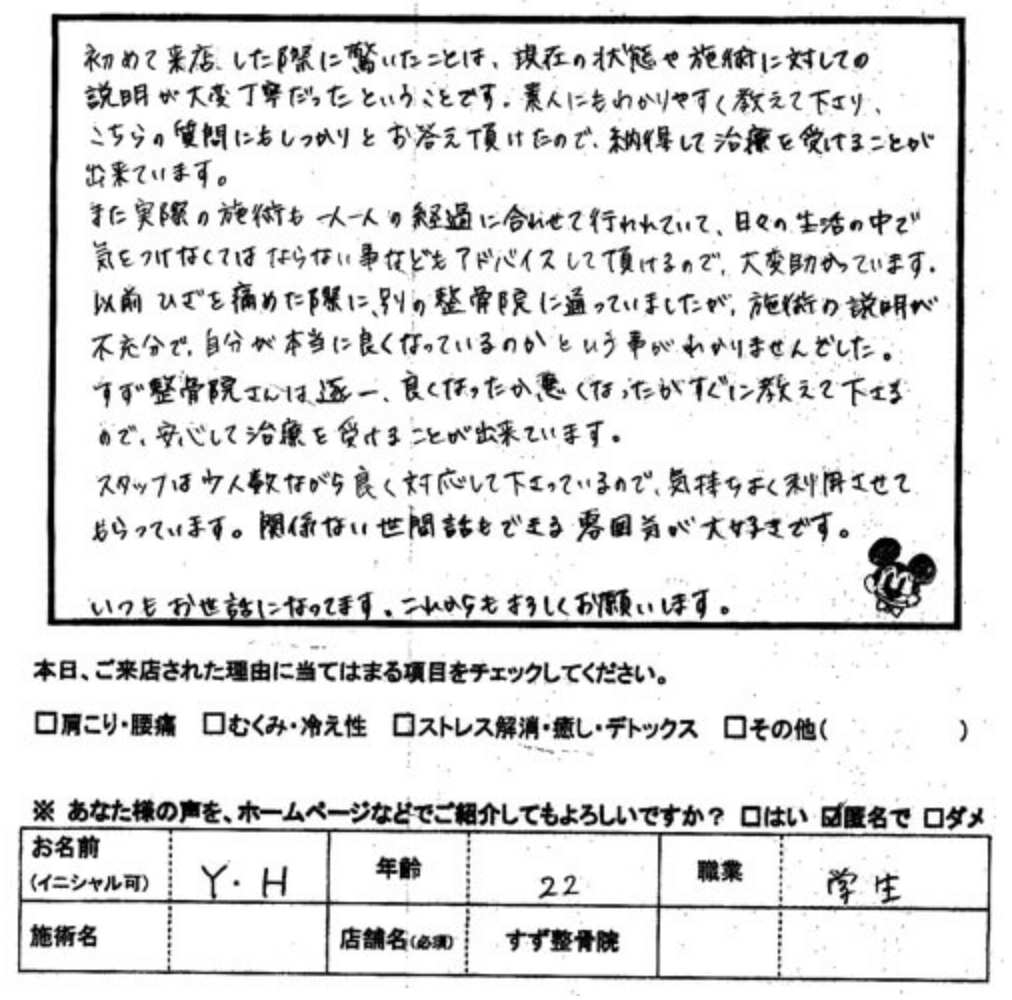 初めて来店した際に驚いたことは、現在の状態や施術に対しての
説明が大変丁寧だったということです。素人にもわかりやすく教えて下さり、
こちらの質問にもしっかりとお答え頂けたので、納得して治療を受けることが
出来ています。
また実際の施術も一人一人の経過に合わせて行われていて、日々の生活の中で
気をつけなくてはならない事などもアドバイスして頂けるので、大変助かっています。
以前ひざを痛めた際に、別の整骨院に通っていましたが、施術の説明が
不充分で、自分が本当に良くなっているのかという事がわかりませんでした。
すず整骨院さんは逐一、良くなったか悪くなったかすぐに教えて下さる
ので、安心して治療を受けることが出来ています。
スタッフは少人数ながら良く対応して下さっているので、気持ちよく利用させて
もらっています。関係ない世間話もできる雰囲気が大好きです。
いつもお世話になってます。これからもよろしくお願いします。
本日、ご来店された理由に当てはまる項目をチェックしてください。
□肩こり・腰痛 □むくみ・冷え性 □ストレス解消・癒し・デトックス □その他( )
※ あなた様の声を、ホームページなどでご紹介してもよろしいですか? □はい ☑匿名で □ダメ
お名前 (イニシャル可) Y・H 年齢 22 職業 学生
施術名 店舗名(必須) すず整骨院